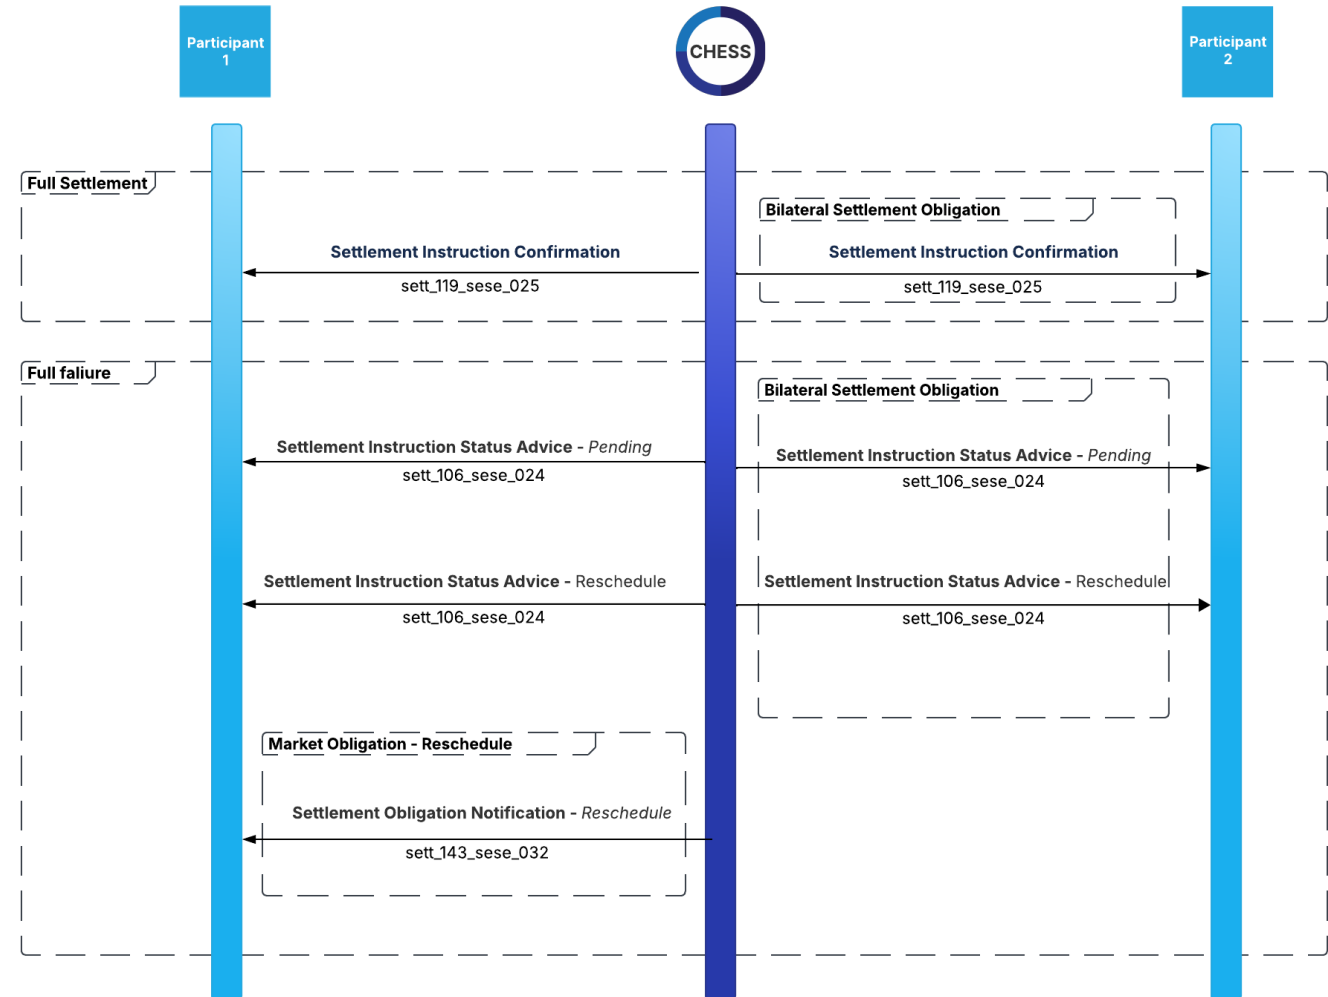 Participant
1
CHESS
Participant
2
Full Settlement
Bilateral Settlement Obligation
Settlement Instruction Confirmation
sett_119_sese_025
Settlement Instruction Confirmation
sett_119_sese_025
Full faliure
Bilateral Settlement Obligation
Settlement Instruction Status Advice - Pending
sett_106_sese_024
Settlement Instruction Status Advice - Pending
sett_106_sese_024
Settlement Instruction Status Advice - Reschedule
sett_106_sese_024
Settlement Instruction Status Advice - Reschedule
sett_106_sese_024
Market Obligation - Reschedule
Settlement Obligation Notification - Reschedule
sett_143_sese_032